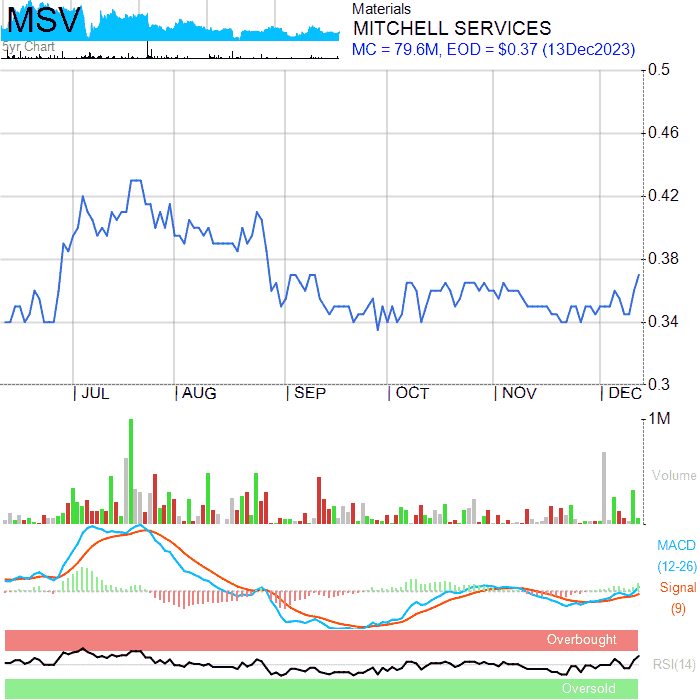 MSV
5yr Chart
Materials
MITCHELL SERVICES
MC = 79.6M, EOD = $0.37 (13Dec2023)
0.5
0.46
0.42
0.38
0.34
0.3
JUL AUG SEP OCT NOV DEC
1M
Volume
MACD
(12-26)
Signal
(9)
Overbought
RSI(14)
Oversold